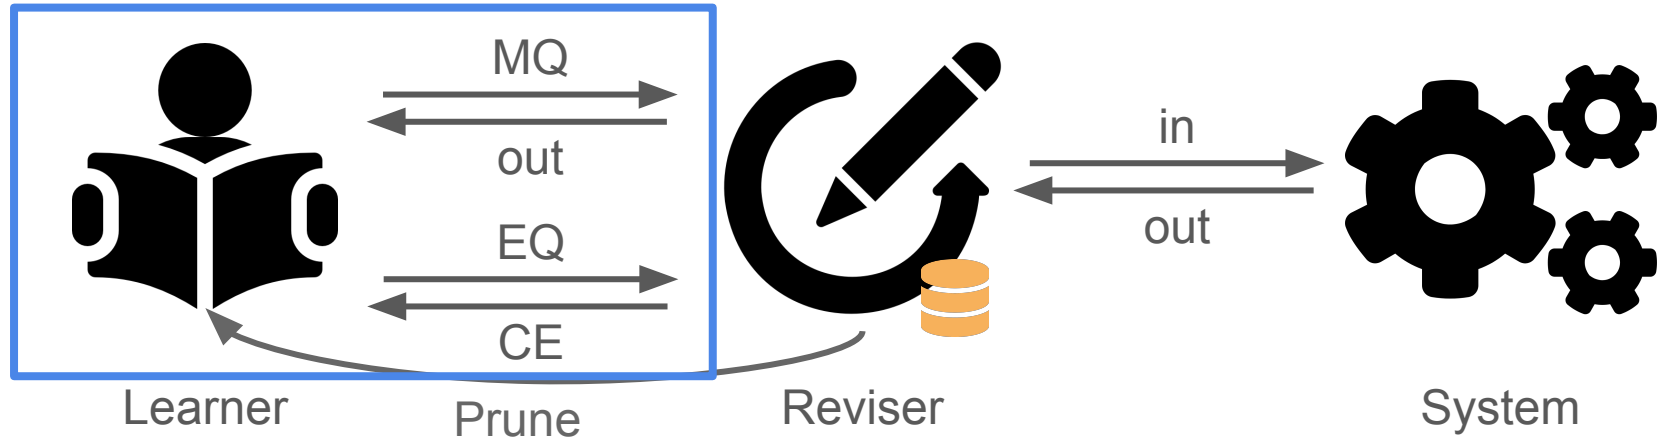 MQ
out
EQ
CE
in
out
Learner
Prune
Reviser
System